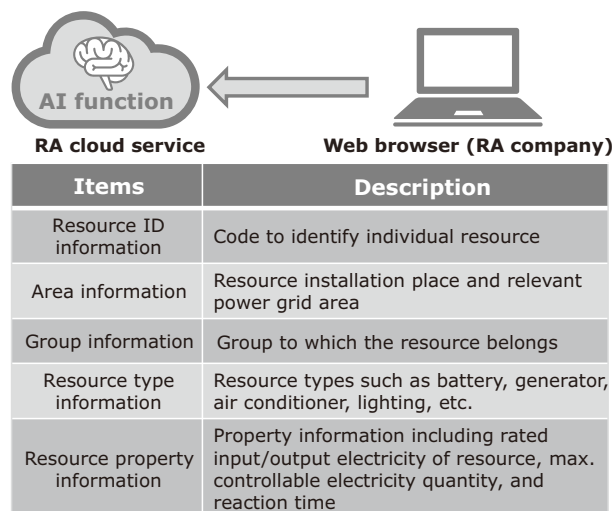 AI function
RA cloud service
Web browser (RA company)
Items
Description
Resource ID
information
Code to identify individual resource
Area information
Resource installation place and relevant
power grid area
Group information
Group to which the resource belongs
Resource type
information
Resource types such as battery, generator,
air conditioner, lighting, etc.
Resource property
information
Property information including rated
input/output electricity of resource, max.
controllable electricity quantity, and
reaction time